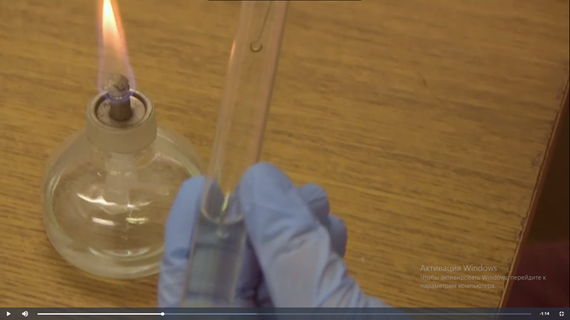 Активация Windows
Чтобы активировать Windows, перейдите к
параметрам компьютера.
-1:14